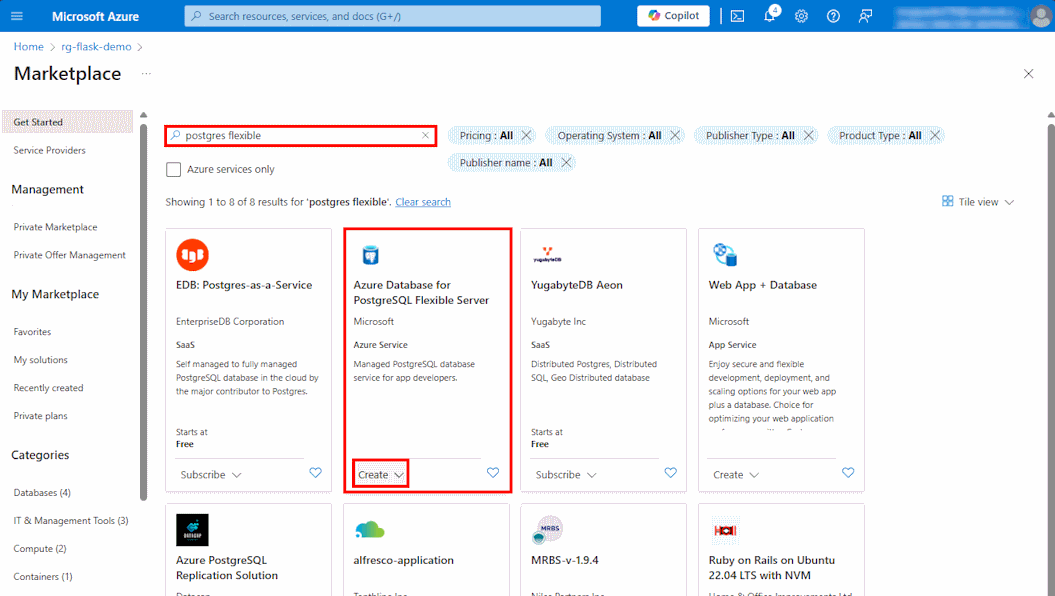 Microsoft Azure
Search resources, services, and docs (G+/)
Copilot
4
Home > rg-flask-demo >
Marketplace ...
Get Started
Service Providers
Management
Private Marketplace
Private Offer Management
My Marketplace
Favorites
My solutions
Recently created
Private plans
Categories
Databases (4)
IT & Management Tools (3)
Compute (2)
Containers (1)
postgres flexible
Pricing : All
Operating System : All
Publisher Type : All
Product Type : All
Publisher name : All
Azure services only
Showing 1 to 8 of 8 results for 'postgres flexible'. Clear search
Tile view
EDB: Postgres-as-a-Service
EnterpriseDB Corporation
SaaS
Self managed to fully managed
PostgreSQL database in the cloud by
the major contributor to Postgres.
Starts at
Free
Subscribe
Azure Database for
PostgreSQL Flexible Server
Microsoft
Azure Service
Managed PostgreSQL database
service for app developers.
Create
yugabyteDB
YugabyteDB Aeon
Yugabyte Inc
SaaS
Distributed Postgres, Distributed
SQL, Geo Distributed database
Starts at
Free
Subscribe
Web App + Database
Microsoft
App Service
Enjoy secure and flexible
development, deployment, and
scaling options for your web app
plus a database. Choice for
optimizing your web application
Create
Azure PostgreSQL
Replication Solution
alfresco-application
MRBS
MRBS-v-1.9.4
Ruby on Rails on Ubuntu
22.04 LTS with NVM